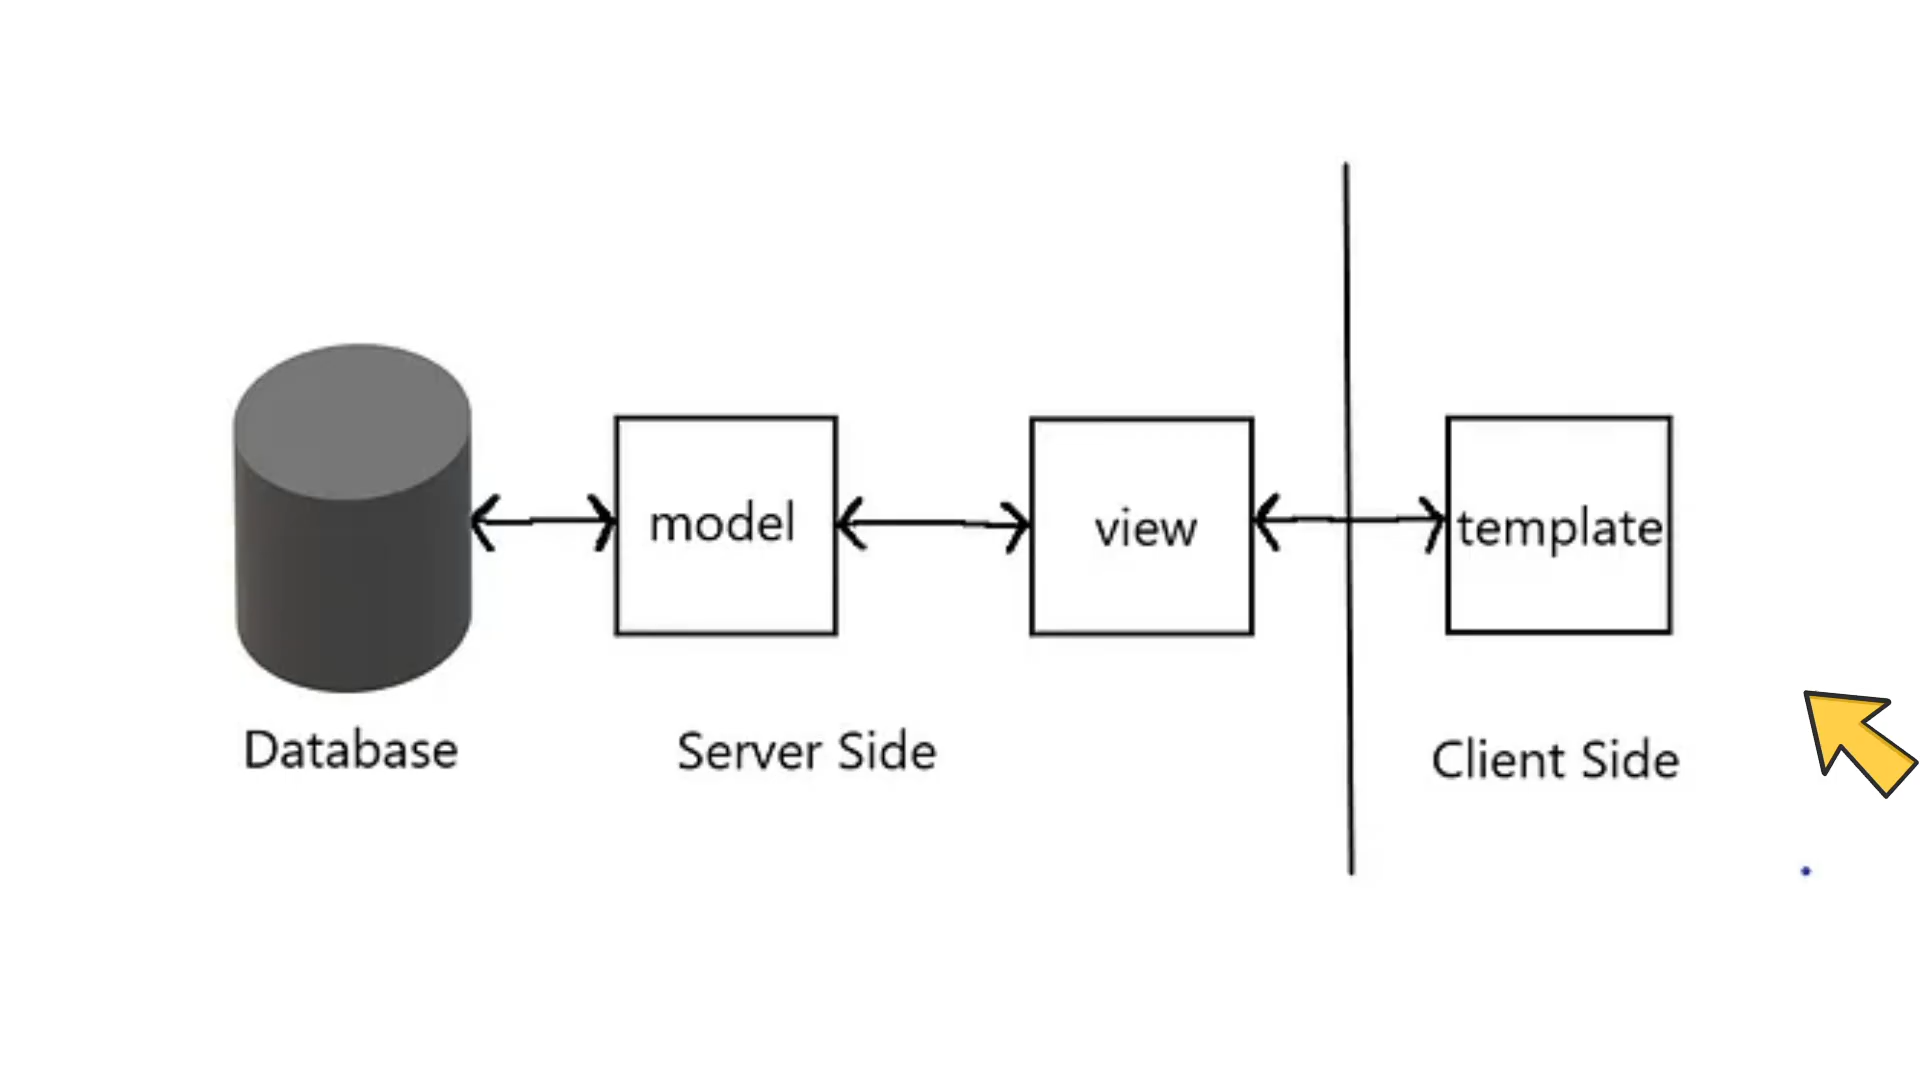 model
view
template
Database
Server Side
Client Side